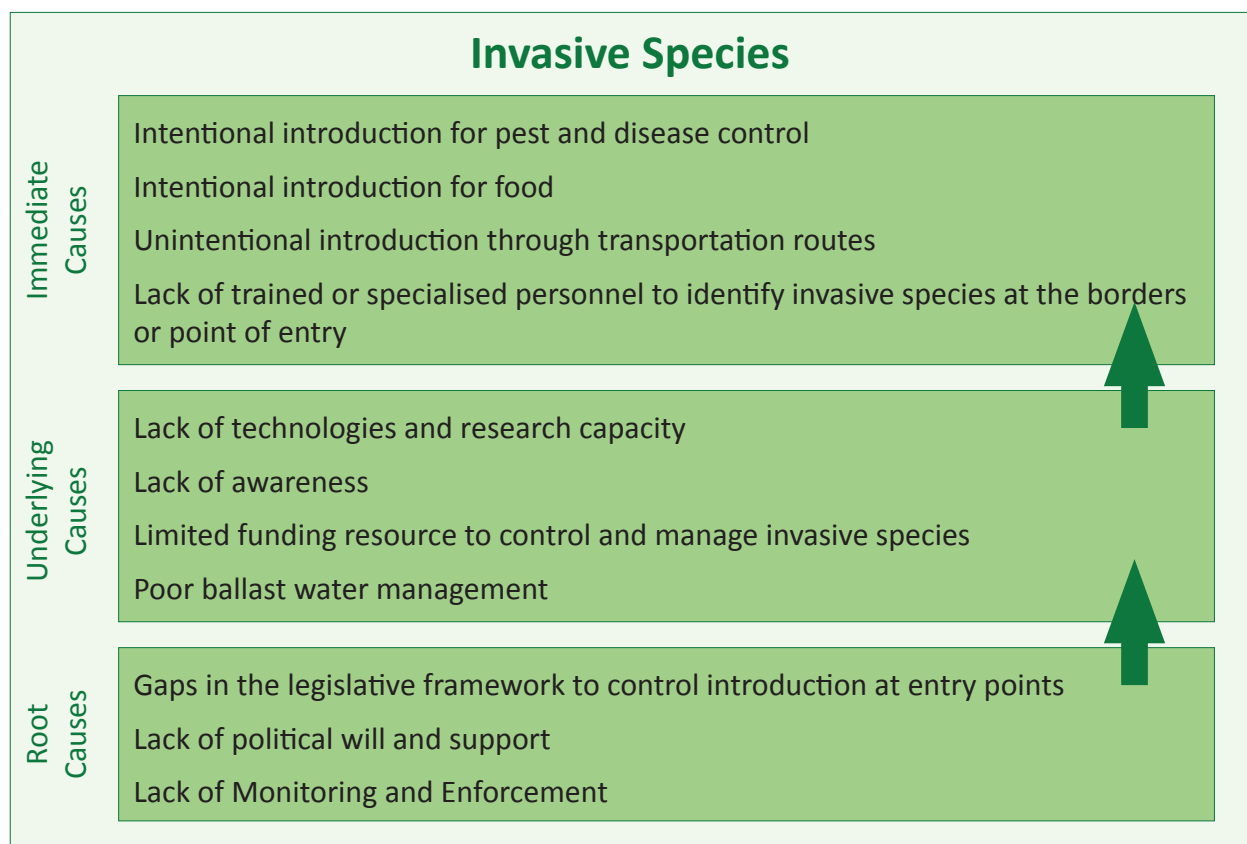 Invasive Species
Immediate
Causes
Intentional introduction for pest and disease control
Intentional introduction for food
Unintentional introduction through transportation routes
Lack of trained or specialised personnel to identify invasive species at the borders
or point of entry
Underlying
Causes
Lack of technologies and research capacity
Lack of awareness
Limited funding resource to control and manage invasive species
Poor ballast water management
Root
Causes
Gaps in the legislative framework to control introduction at entry points
Lack of political will and support
Lack of Monitoring and Enforcement